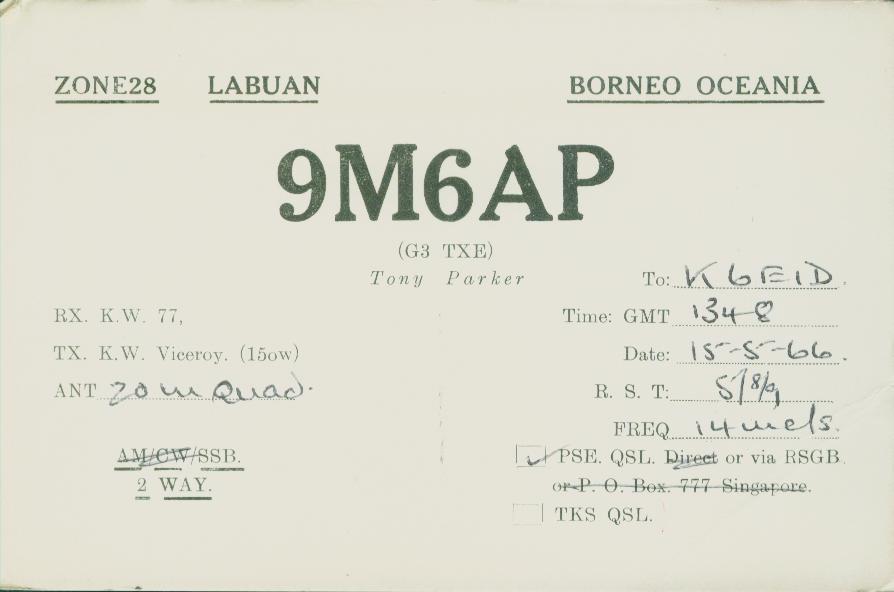 ZONE28 LABUAN BORNEO OCEANIA
9M6AP
(G3 TXE)
Tony Parker
To: K6EID.
RX. K.W. 77,
Time: GMT 1348
TX. K.W. Viceroy. (150w)
Date: 15-5-66.
ANT 20m Quad.
R. S. T: 5/8/9
FREQ 14 mc/s.
AM/CW/SSB.
2 WAY.
PSE. QSL. Direct or via RSGB
or P. O. Box. 777 Singapore.
TKS QSL.